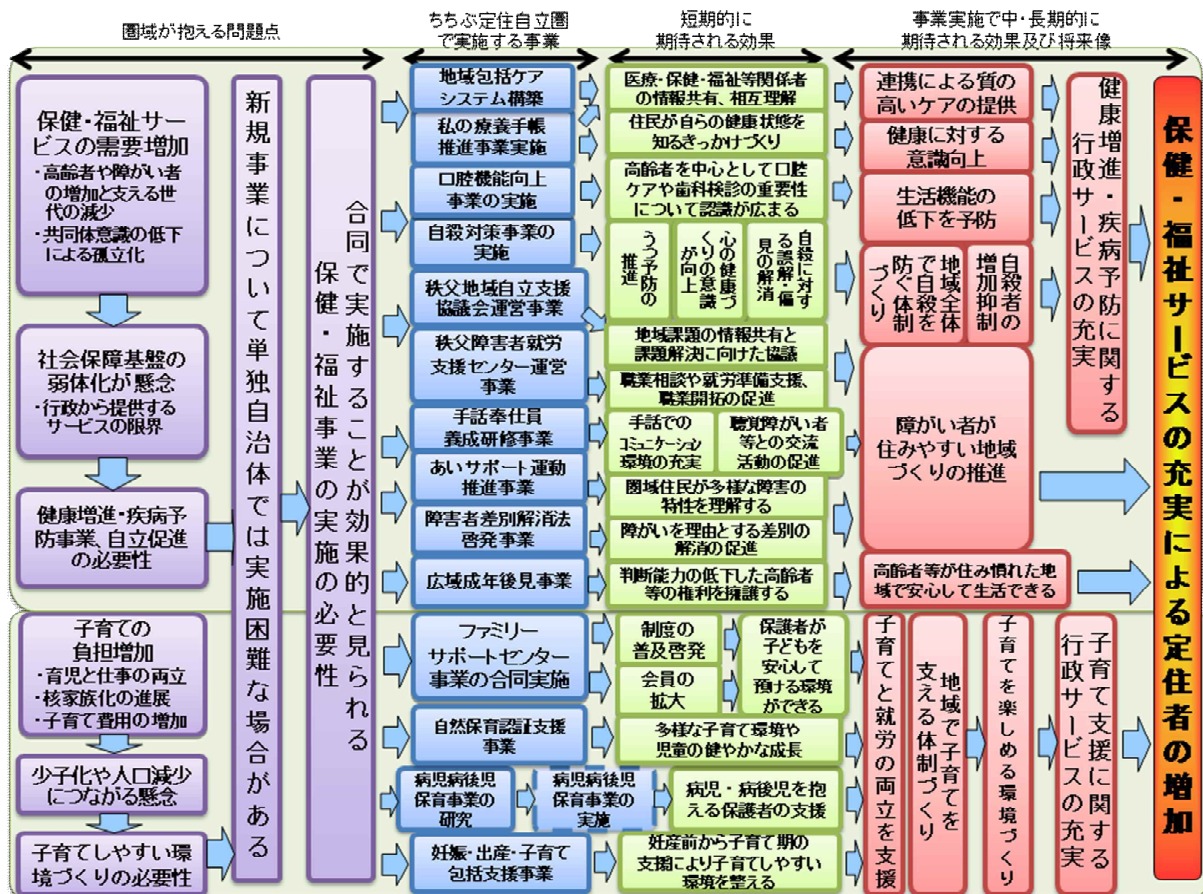 圏域が抱える問題点
ちちぶ定住自立圏
で実施する事業
短期的に
期待される効果
事業実施で中・長期的に
期待される効果及び将来像
保健・福祉サー
ビスの需要増加
・高齢者や障がい者
の増加と支える世
代の減少
・共同体意識の低下
による孤立化
社会保障基盤の
弱体化が懸念
・行政から提供する
サービスの限界
健康増進・疾病予
防事業、自立促進
の必要性
子育ての
負担増加
・育児と仕事の両立
・核家族化の進展
・子育て費用の増加
少子化や人口減少
につながる懸念
子育てしやすい環
境づくりの必要性
新規事業について単独自治体では実施困難な場合がある
合同で実施することが効果的と見られる
保健・福祉事業の実施の必要性
地域包括ケア
システム構築
私の療養手帳
推進事業実施
口腔機能向上
事業の実施
自殺対策事業の
実施
秩父地域自立支援
協議会運営事業
秩父障害者就労
支援センター運営
事業
手話奉仕員
養成研修事業
あいサポート運動
推進事業
障害者差別解消法
啓発事業
広域成年後見事業
ファミリー
サポートセンター
事業の合同実施
自然保育認証支援
事業
病児病後児
保育事業の
研究
病児病後児
保育事業の
実施
妊娠・出産・子育て
包括支援事業
医療・保健・福祉等関係者
の情報共有、相互理解
住民が自らの健康状態を
知るきっかけづくり
高齢者を中心として口腔
ケアや歯科検診の重要性
について認識が広まる
うつ予防の
推進
心の健康づ
くりの意識
が向上
自殺に対す
る誤解・偏
見の解消
地域課題の情報共有と
課題解決に向けた協議
職業相談や就労準備支援、
職業開拓の促進
手話での
コミュニケーション
環境の充実
聴覚障がい者
等との交流
活動の促進
圏域住民が多様な障害の
特性を理解する
障がいを理由とする差別の
解消の促進
判断能力の低下した高齢者
等の権利を擁護する
制度の
普及啓発
会員の
拡大
保護者が
子どもを
安心して
預ける環境
ができる
多様な子育て環境や
児童の健やかな成長
病児・病後児を抱
える保護者の支援
妊産前から子育て期の
支援により子育てしやすい
環境を整える
連携による質の
高いケアの提供
健康に対する
意識向上
生活機能の
低下を予防
地域全体
で自殺を
防ぐ体制
づくり
自殺者の
増加抑制
障がい者が
住みやすい地域
づくりの推進
高齢者等が住み慣れた地
域で安心して生活できる
健康増進・疾病予防に関する
行政サービスの充実
子育てと就労の両立を支援
地域で子育てを
支える体制づくり
子育てを楽しめる環境づくり
子育て支援に関する
行政サービスの充実
保健・福祉サービスの充実による定住者の増加